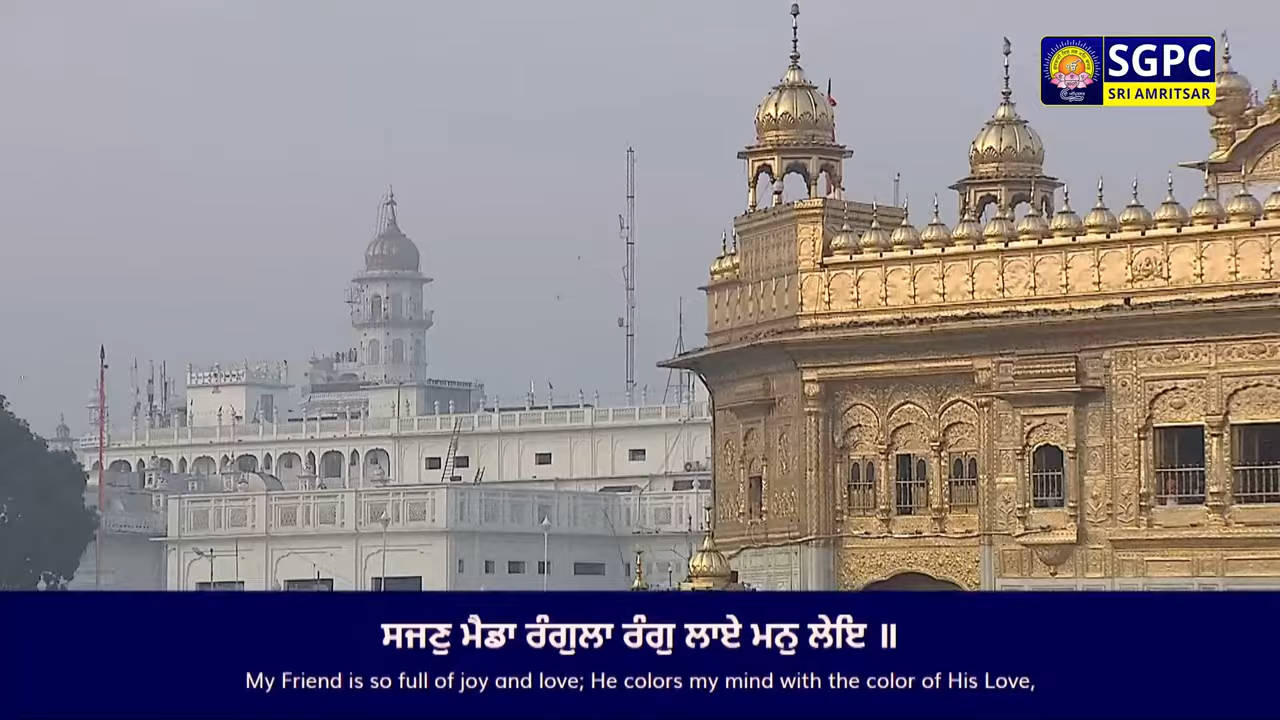 SGPC
SRI AMRITSAR
ਸਜਣੁ ਮੈਡਾ ਰੰਗੁਲਾ ਰੰਗੁ ਲਾਏ ਮਨੁ ਲੇਇ ॥
My Friend is so full of joy and love; He colors my mind with the color of His Love,